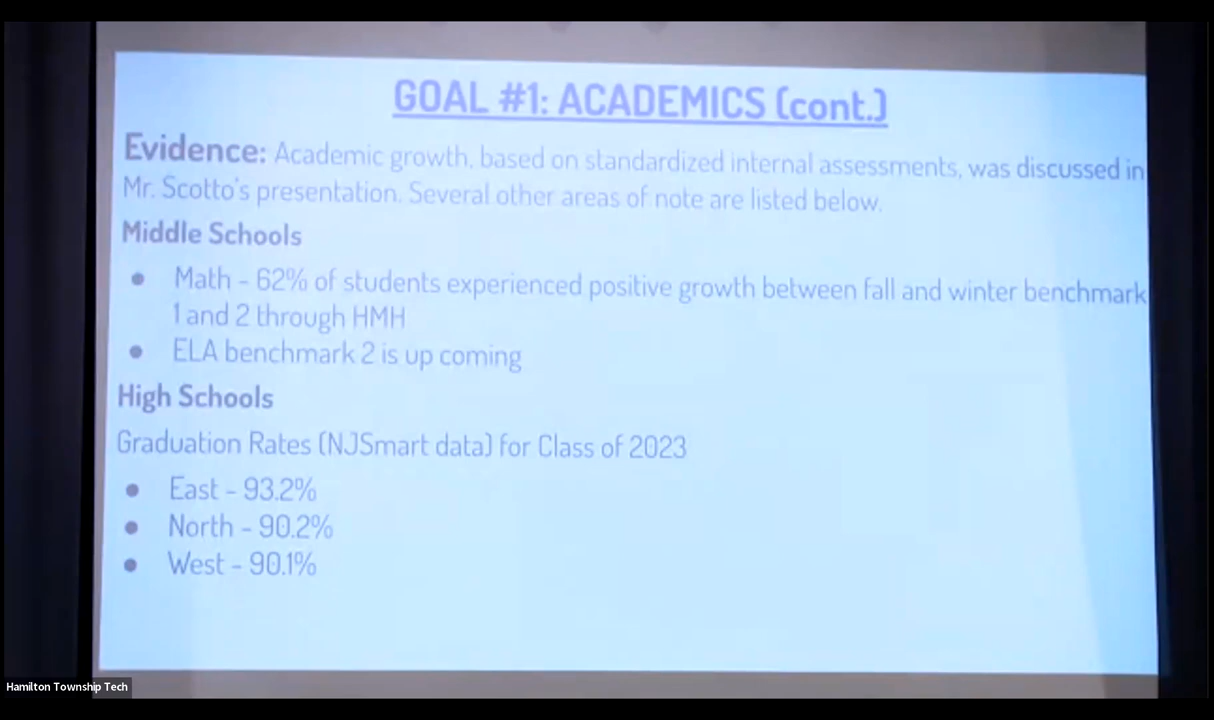 GOAL #1: ACADEMICS (cont.)
Evidence: Academic growth, based on standardized internal assessments, was discussed in
Mr. Scotto's presentation. Several other areas of note are listed below.
Middle Schools
● Math - 62% of students experienced positive growth between fall and winter benchmark
1 and 2 through HMH
● ELA benchmark 2 is up coming
High Schools
Graduation Rates (NJSmart data) for Class of 2023
● East - 93.2%
● North - 90.2%
● West - 90.1%
Hamilton Township Tech